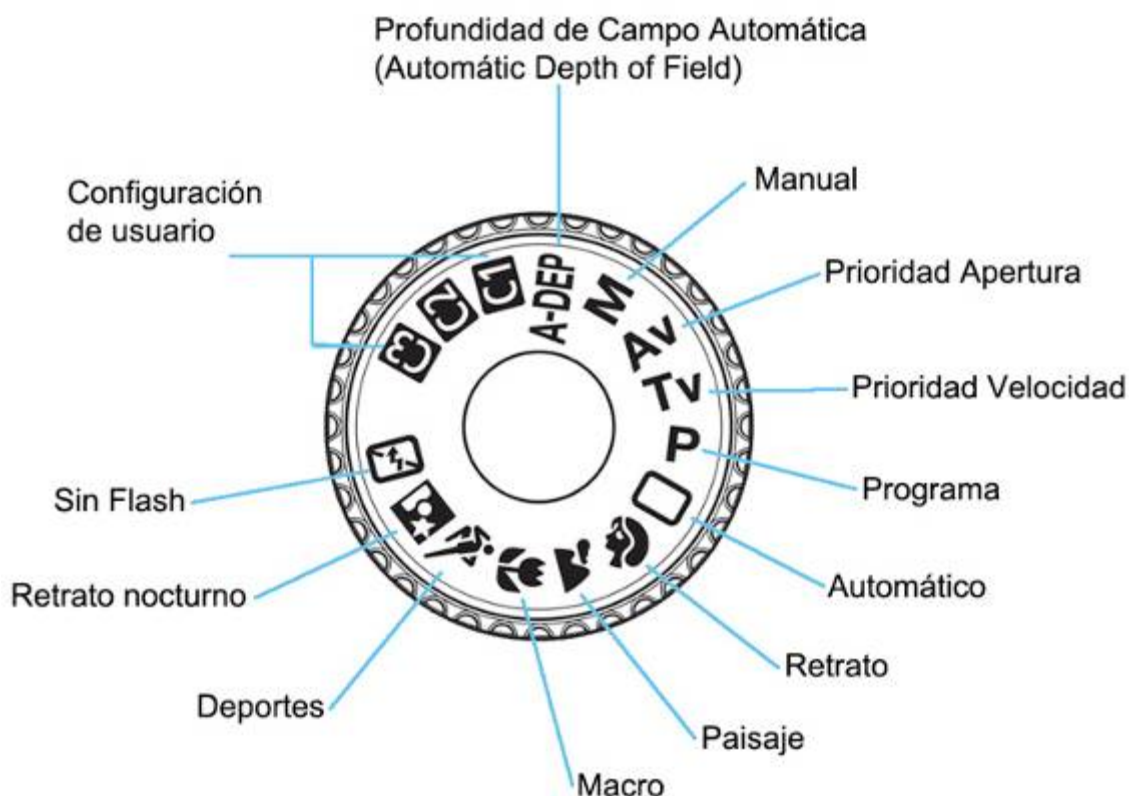 Profundidad de Campo Automática
(Automátic Depth of Field)
Configuración
de usuario
Manual
Prioridad Apertura
Prioridad Velocidad
Programa
Automático
Retrato
Paisaje
Macro
Deportes
Retrato nocturno
Sin Flash
C3
C2
C1
A-DEP
M
Av
Tv
P